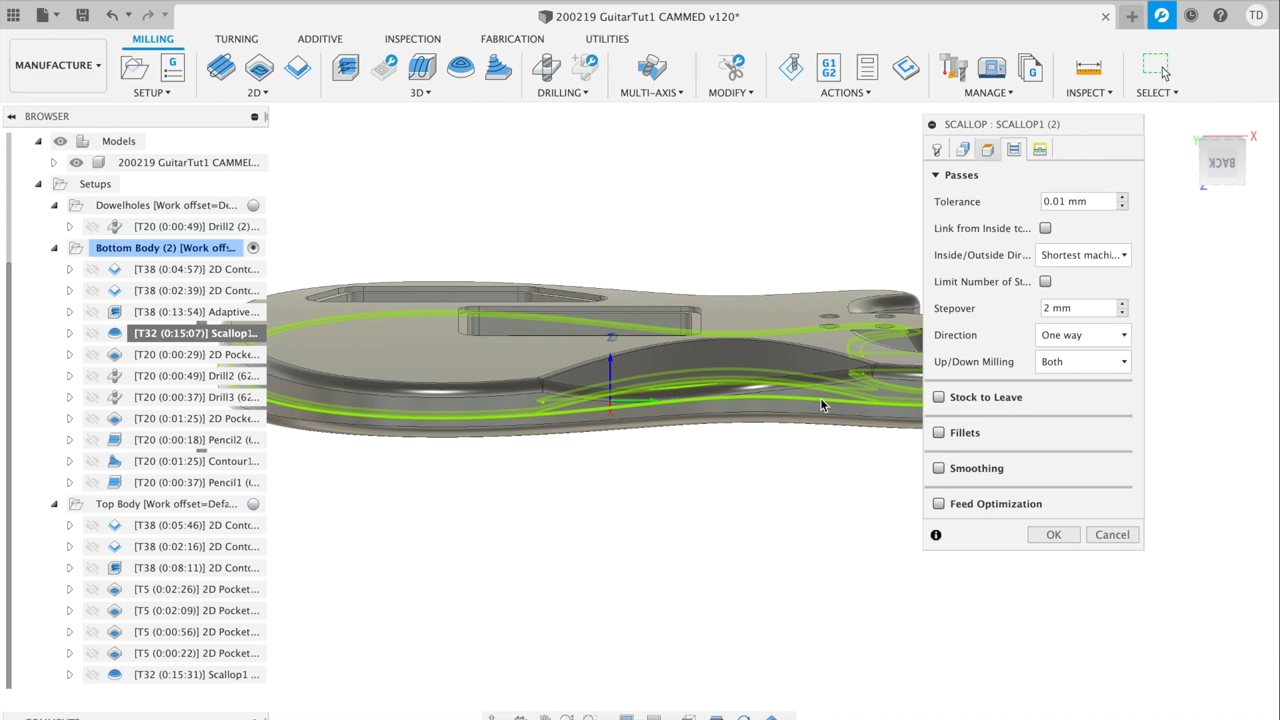 200219 GuitarTut1 CAMMED v120*
TD
MILLING TURNING ADDITIVE INSPECTION FABRICATION UTILITIES
MANUFACTURE
G
G1
G2
G
SETUP 2D 3D DRILLING MULTI-AXIS MODIFY ACTIONS MANAGE INSPECT SELECT
BROWSER
Models
200219 GuitarTut1 CAMMED...
Setups
Dowelholes [Work offset=De...
[T20 (0:00:49)] Drill2 (2)...
Bottom Body (2) [Work off:...
[T38 (0:04:57)] 2D Conto...
[T38 (0:02:39)] 2D Conto...
[T38 (0:13:54)] Adaptive...
[T32 (0:15:07)] Scallop1...
[T20 (0:00:29)] 2D Pocke...
[T20 (0:00:49)] Drill2 (62...
[T20 (0:00:37)] Drill3 (62...
[T20 (0:01:25)] 2D Pocke...
[T20 (0:00:18)] Pencil2 (6...
[T20 (0:01:25)] Contour1...
[T20 (0:00:37)] Pencil1 (6...
Top Body [Work offset=Defa...
[T38 (0:05:46)] 2D Conto...
[T38 (0:02:16)] 2D Conto...
[T38 (0:08:11)] 2D Conto...
[T5 (0:02:26)] 2D Pocket...
[T5 (0:02:09)] 2D Pocket...
[T5 (0:00:56)] 2D Pocket...
[T5 (0:00:22)] 2D Pocket...
[T32 (0:15:31)] Scallop1 ...
Z
X
SCALLOP : SCALLOP1 (2)
Passes
Tolerance 0.01 mm
Link from Inside to...
Inside/Outside Dir... Shortest machi...
Limit Number of St...
Stepover 2 mm
Direction One way
Up/Down Milling Both
Stock to Leave
Fillets
Smoothing
Feed Optimization
OK Cancel
X
Y
BACK
Z